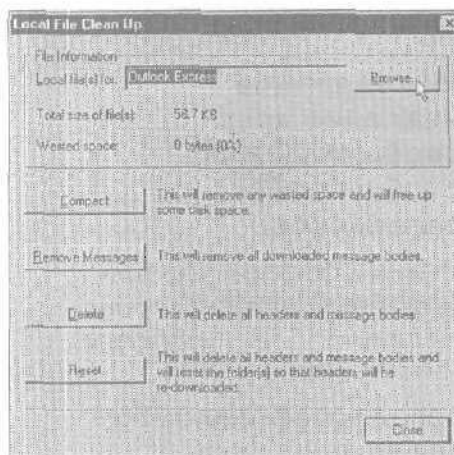 Local File Clean Up
File Information
Local file(s) for: Outlook Express Browse...
Total size of file(s): 58.7 KB
Wasted space: 0 bytes (0%)
Compact This will remove any wasted space and will free up
some disk space.
Remove Messages This will remove all downloaded message bodies.
Delete This will delete all headers and message bodies.
Reset... This will delete all headers and message bodies and
will reset the folder(s) so that headers will be
re-downloaded.
Close